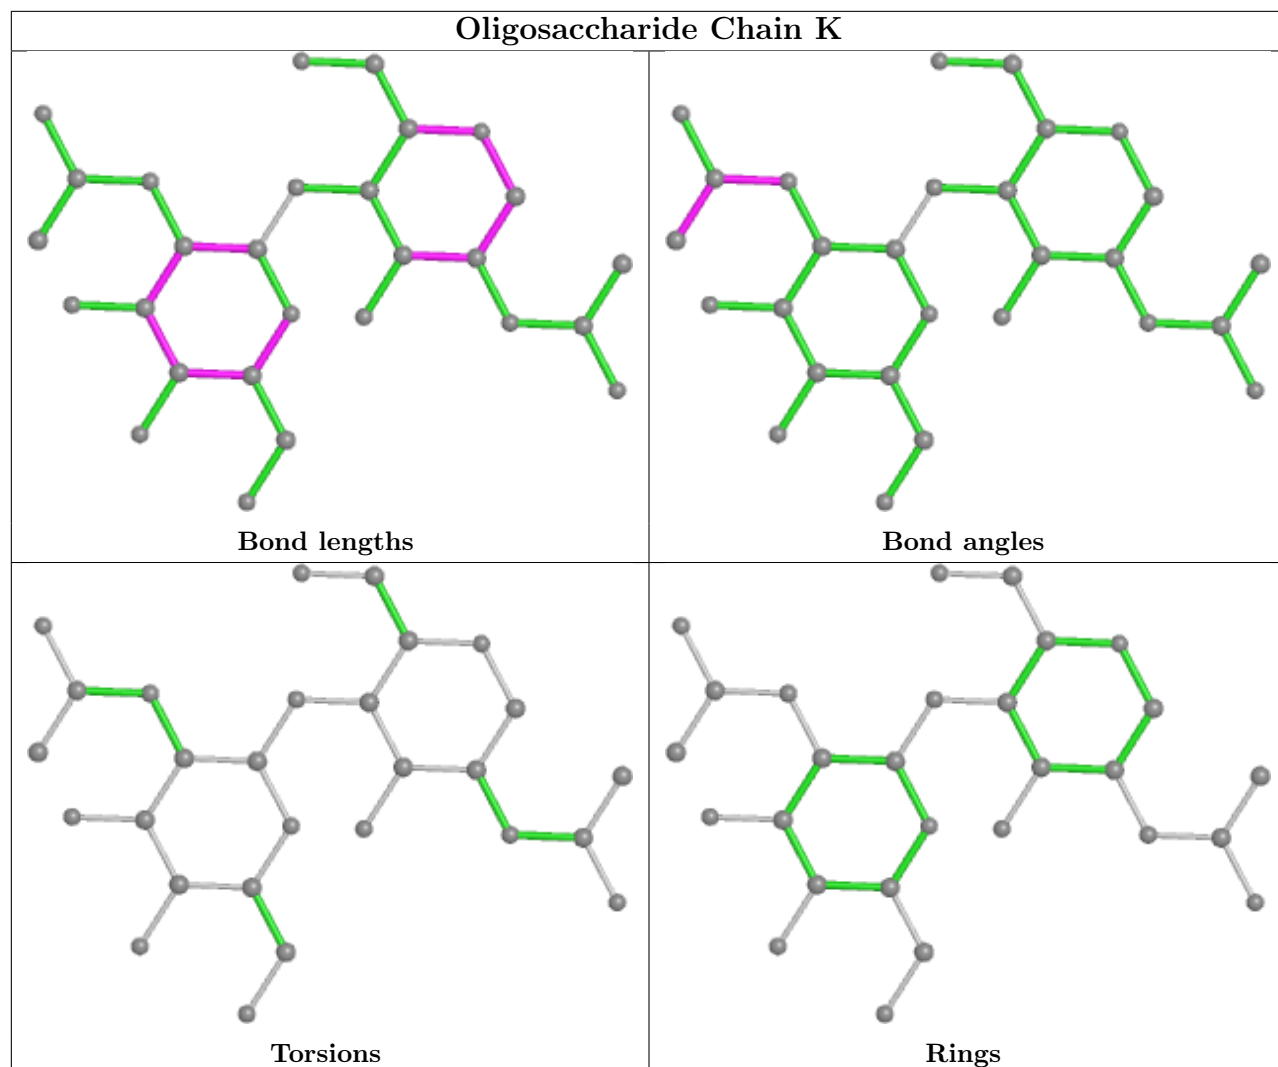 Oligosaccharide Chain K
Bond lengths
Bond angles
Torsions
Rings